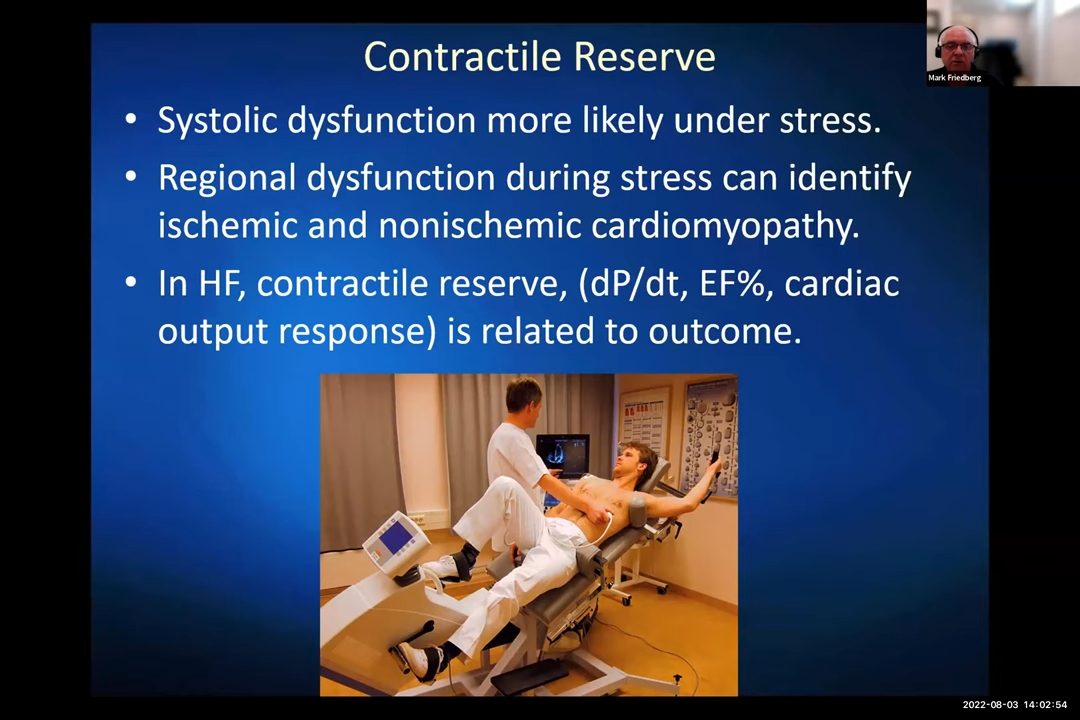 Contractile Reserve
Mark Friedberg
• Systolic dysfunction more likely under stress.
• Regional dysfunction during stress can identify
ischemic and nonischemic cardiomyopathy.
• In HF, contractile reserve, (dP/dt, EF%, cardiac
output response) is related to outcome.
2022-08-03 14:02:54